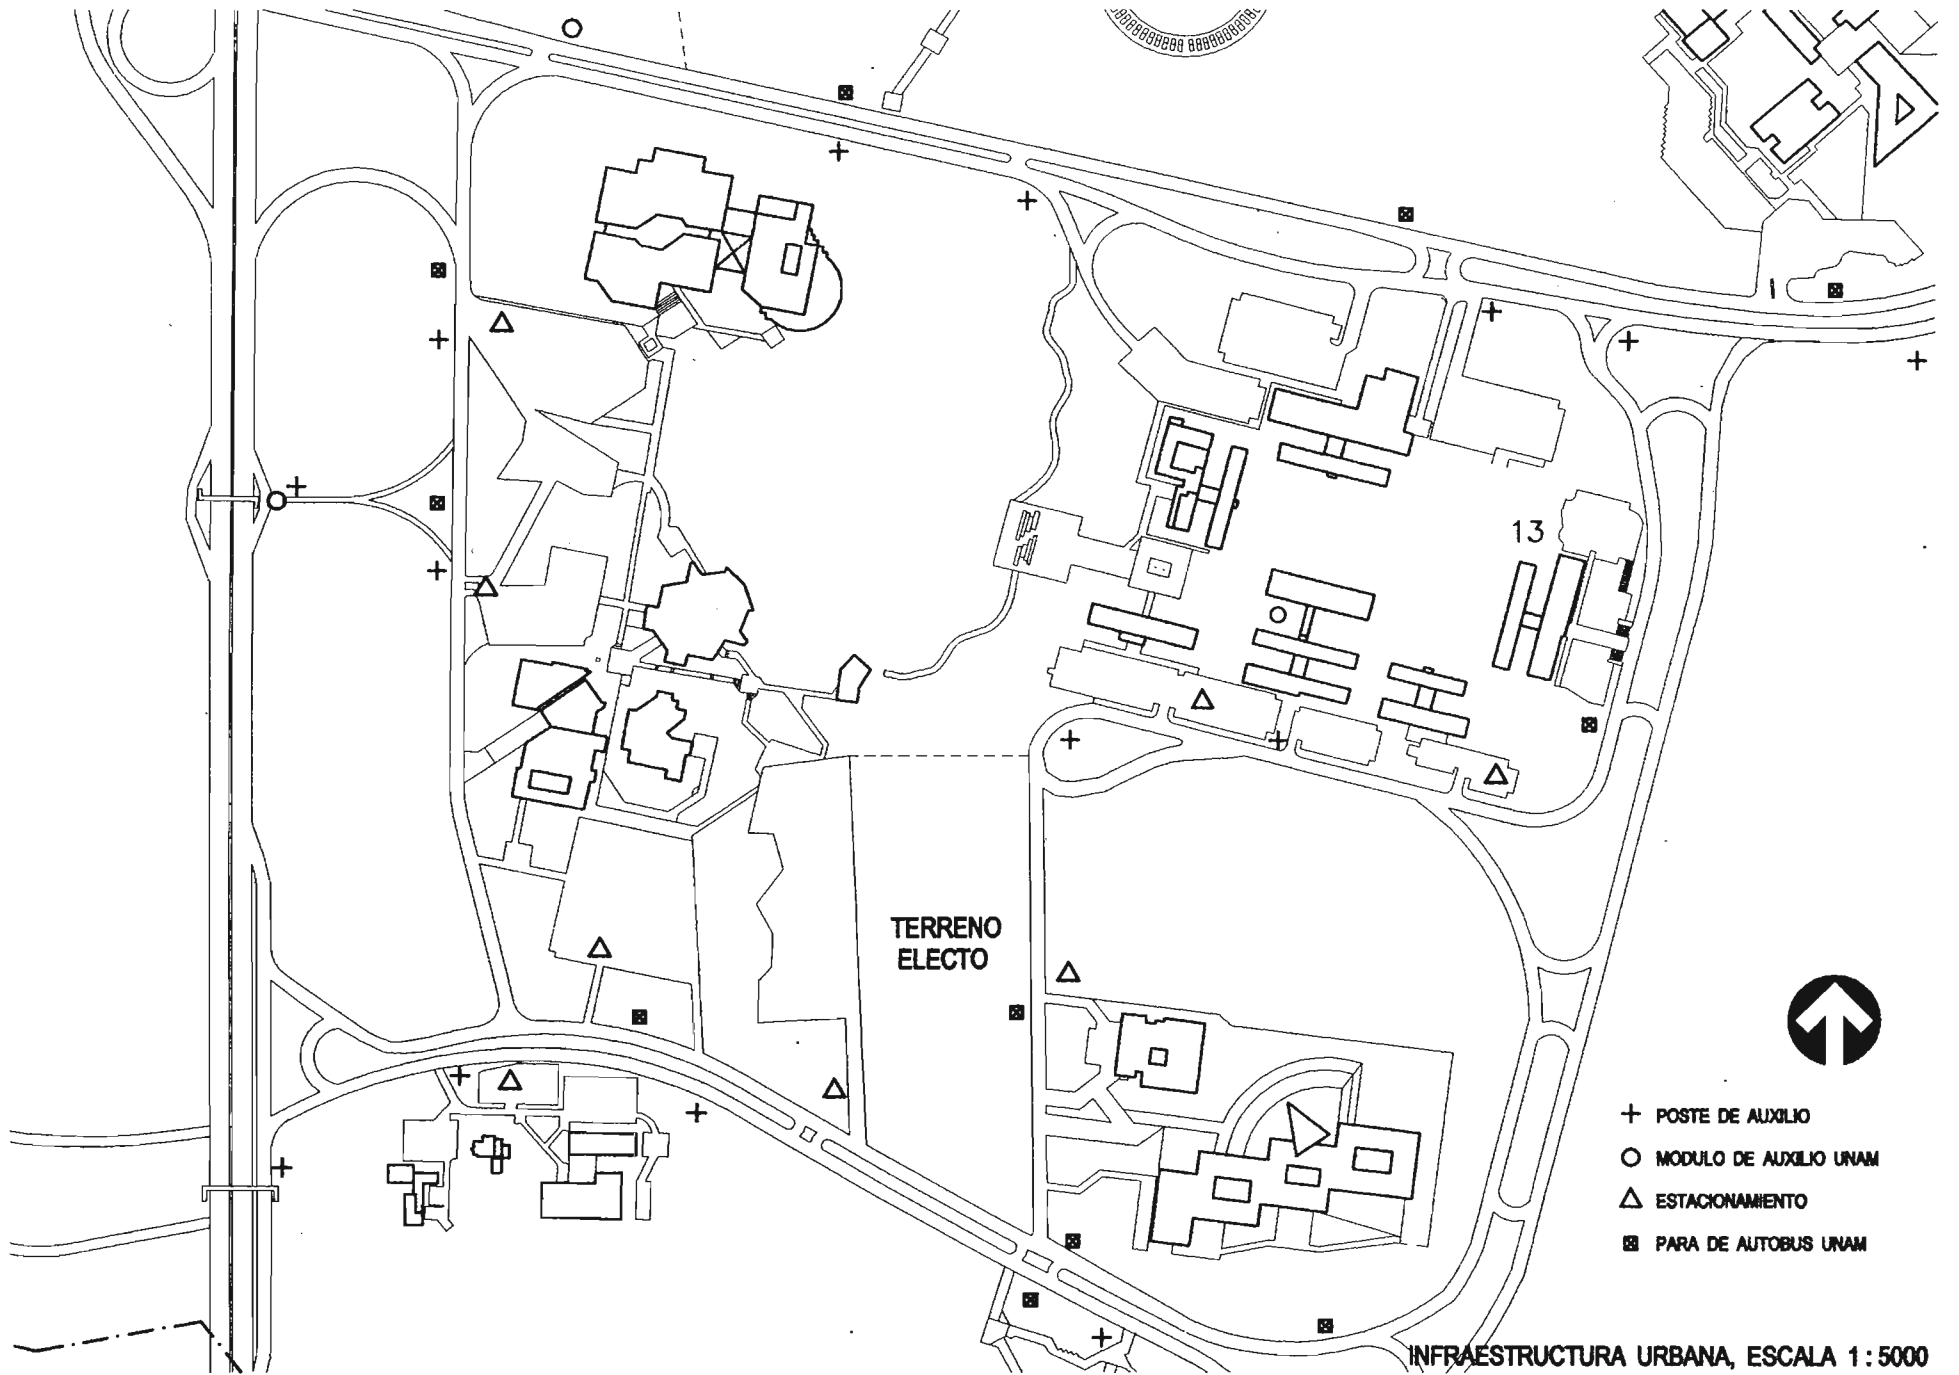 13
TERRENO
ELECTO
POSTE DE AUXILIO
MODULO DE AUXILIO UNAM
ESTACIONAMIENTO
PARA DE AUTOBUS UNAM
INFRAESTRUCTURA URBANA, ESCALA 1:5000